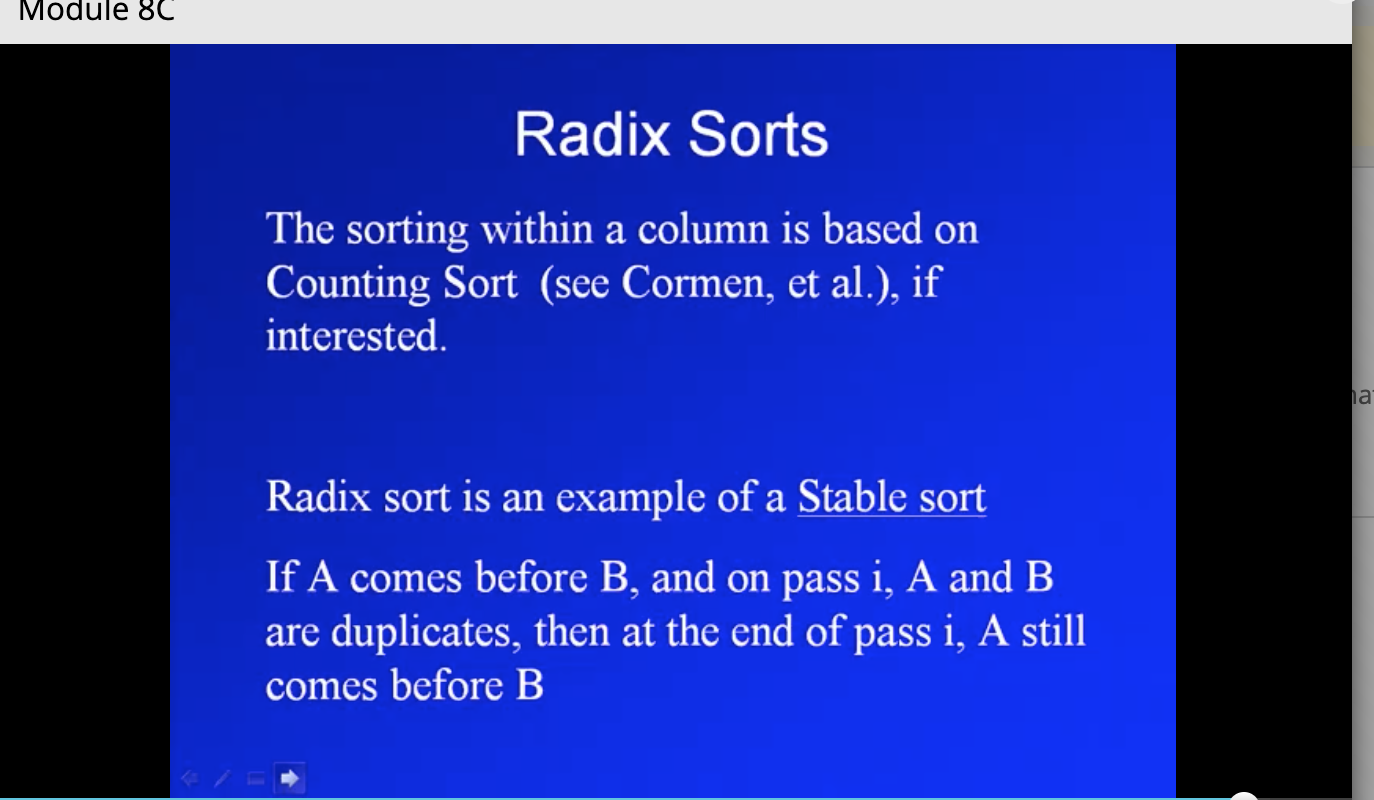 Module 8C
Radix Sorts
The sorting within a column is based on
Counting Sort (see Cormen, et al.), if
interested.
Radix sort is an example of a Stable sort
If A comes before B, and on pass i, A and B
are duplicates, then at the end of pass i, A still
comes before B